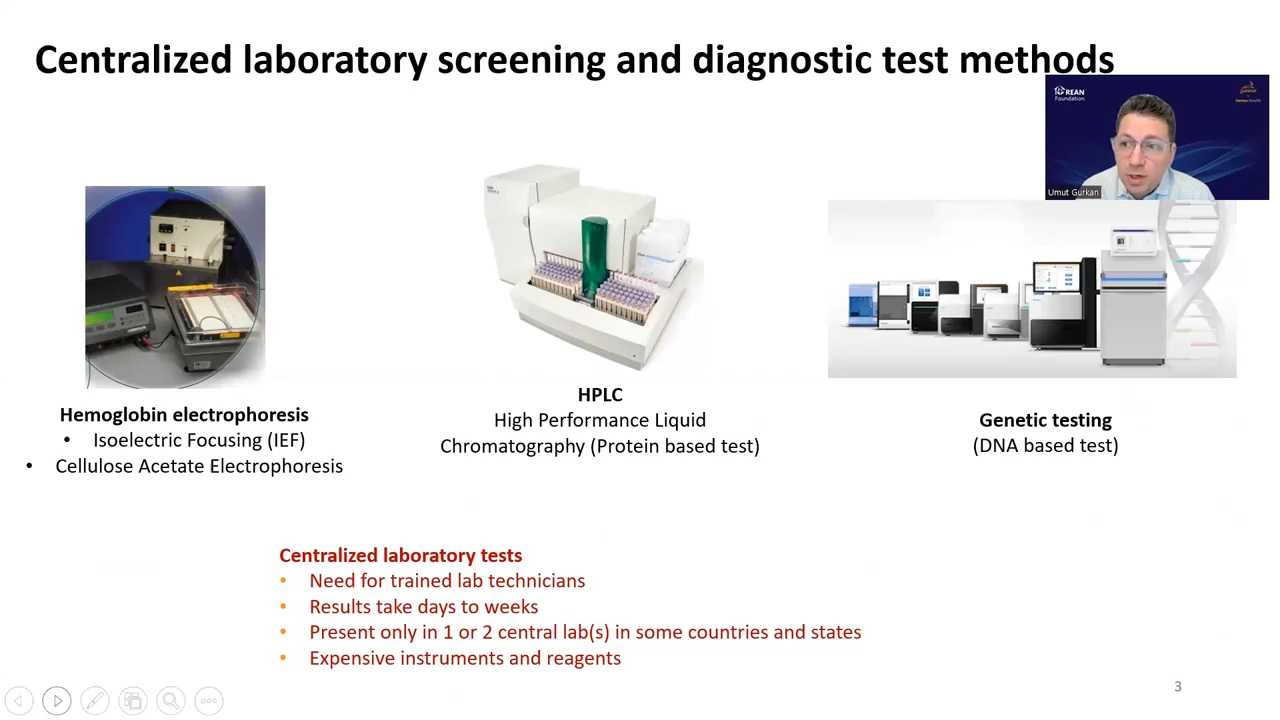 Centralized laboratory screening and diagnostic test methods
REAN
Foundation
Umut Gurkan
Hemoglobin electrophoresis
• Isoelectric Focusing (IEF)
• Cellulose Acetate Electrophoresis
HPLC
High Performance Liquid
Chromatography (Protein based test)
Genetic testing
(DNA based test)
Centralized laboratory tests
• Need for trained lab technicians
• Results take days to weeks
• Present only in 1 or 2 central lab(s) in some countries and states
• Expensive instruments and reagents
3